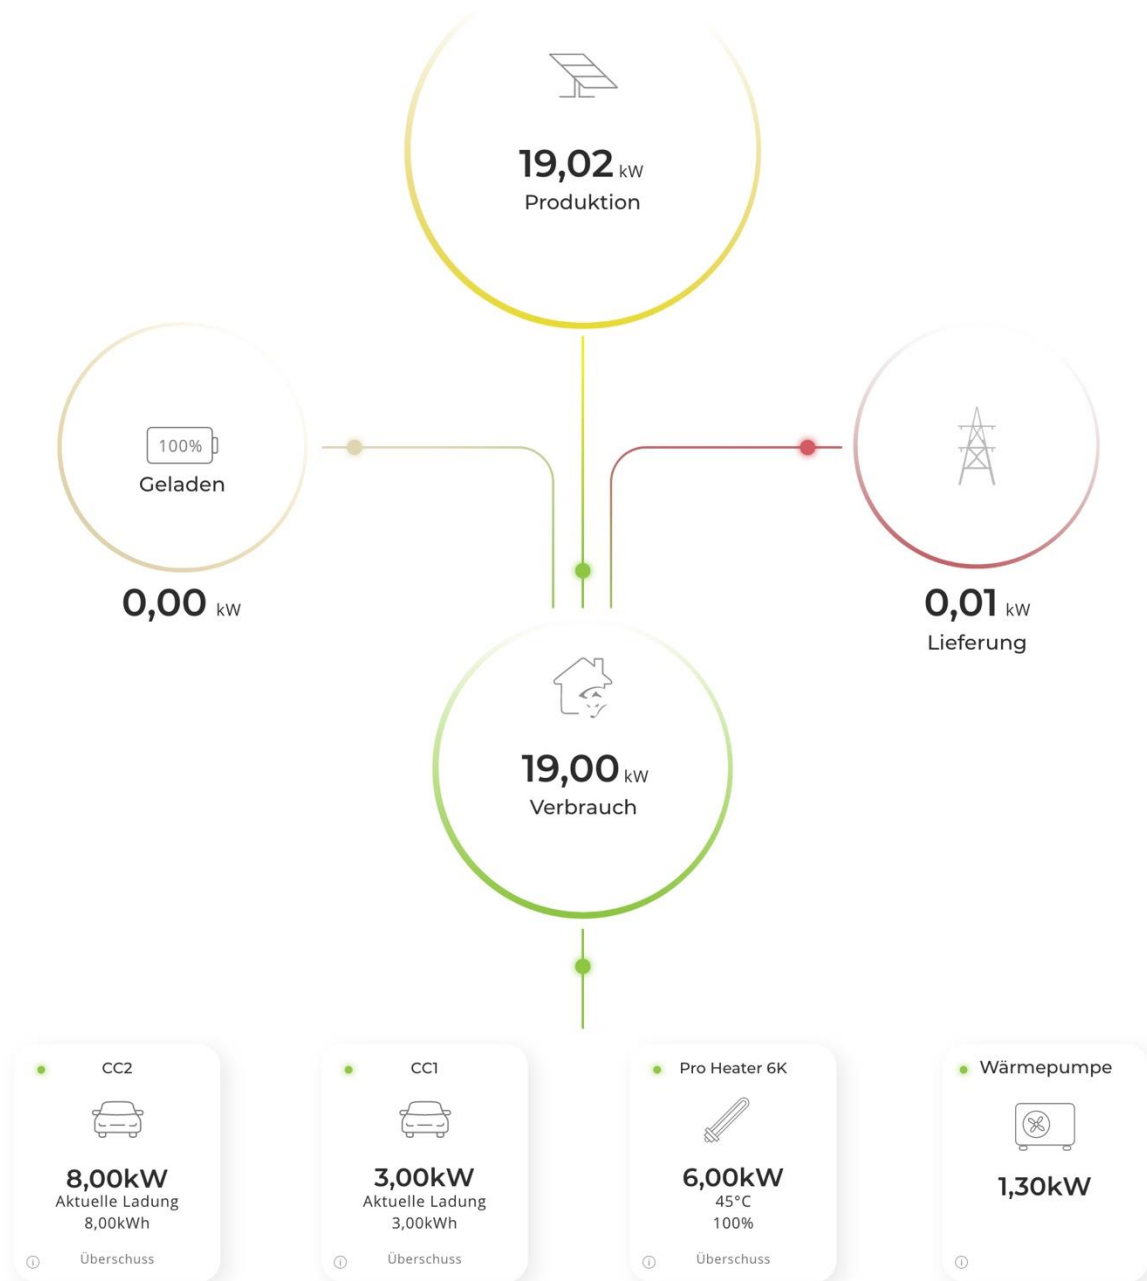 19,02 kW
Produktion
100%
Geladen
0,00 kW
0,01 kW
Lieferung
19,00 kW
Verbrauch
CC2
8,00kW
Aktuelle Ladung
8,00kWh
Überschuss
CC1
3,00kW
Aktuelle Ladung
3,00kWh
Überschuss
Pro Heater 6K
6,00kW
45°C
100%
Überschuss
Wärmepumpe
1,30kW